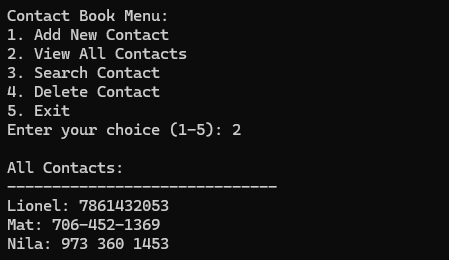 Contact Book Menu:
1. Add New Contact
2. View All Contacts
3. Search Contact
4. Delete Contact
5. Exit
Enter your choice (1-5): 2
All Contacts:
------------------------------
Lionel: 7861432053
Mat: 706-452-1369
Nila: 973 360 1453